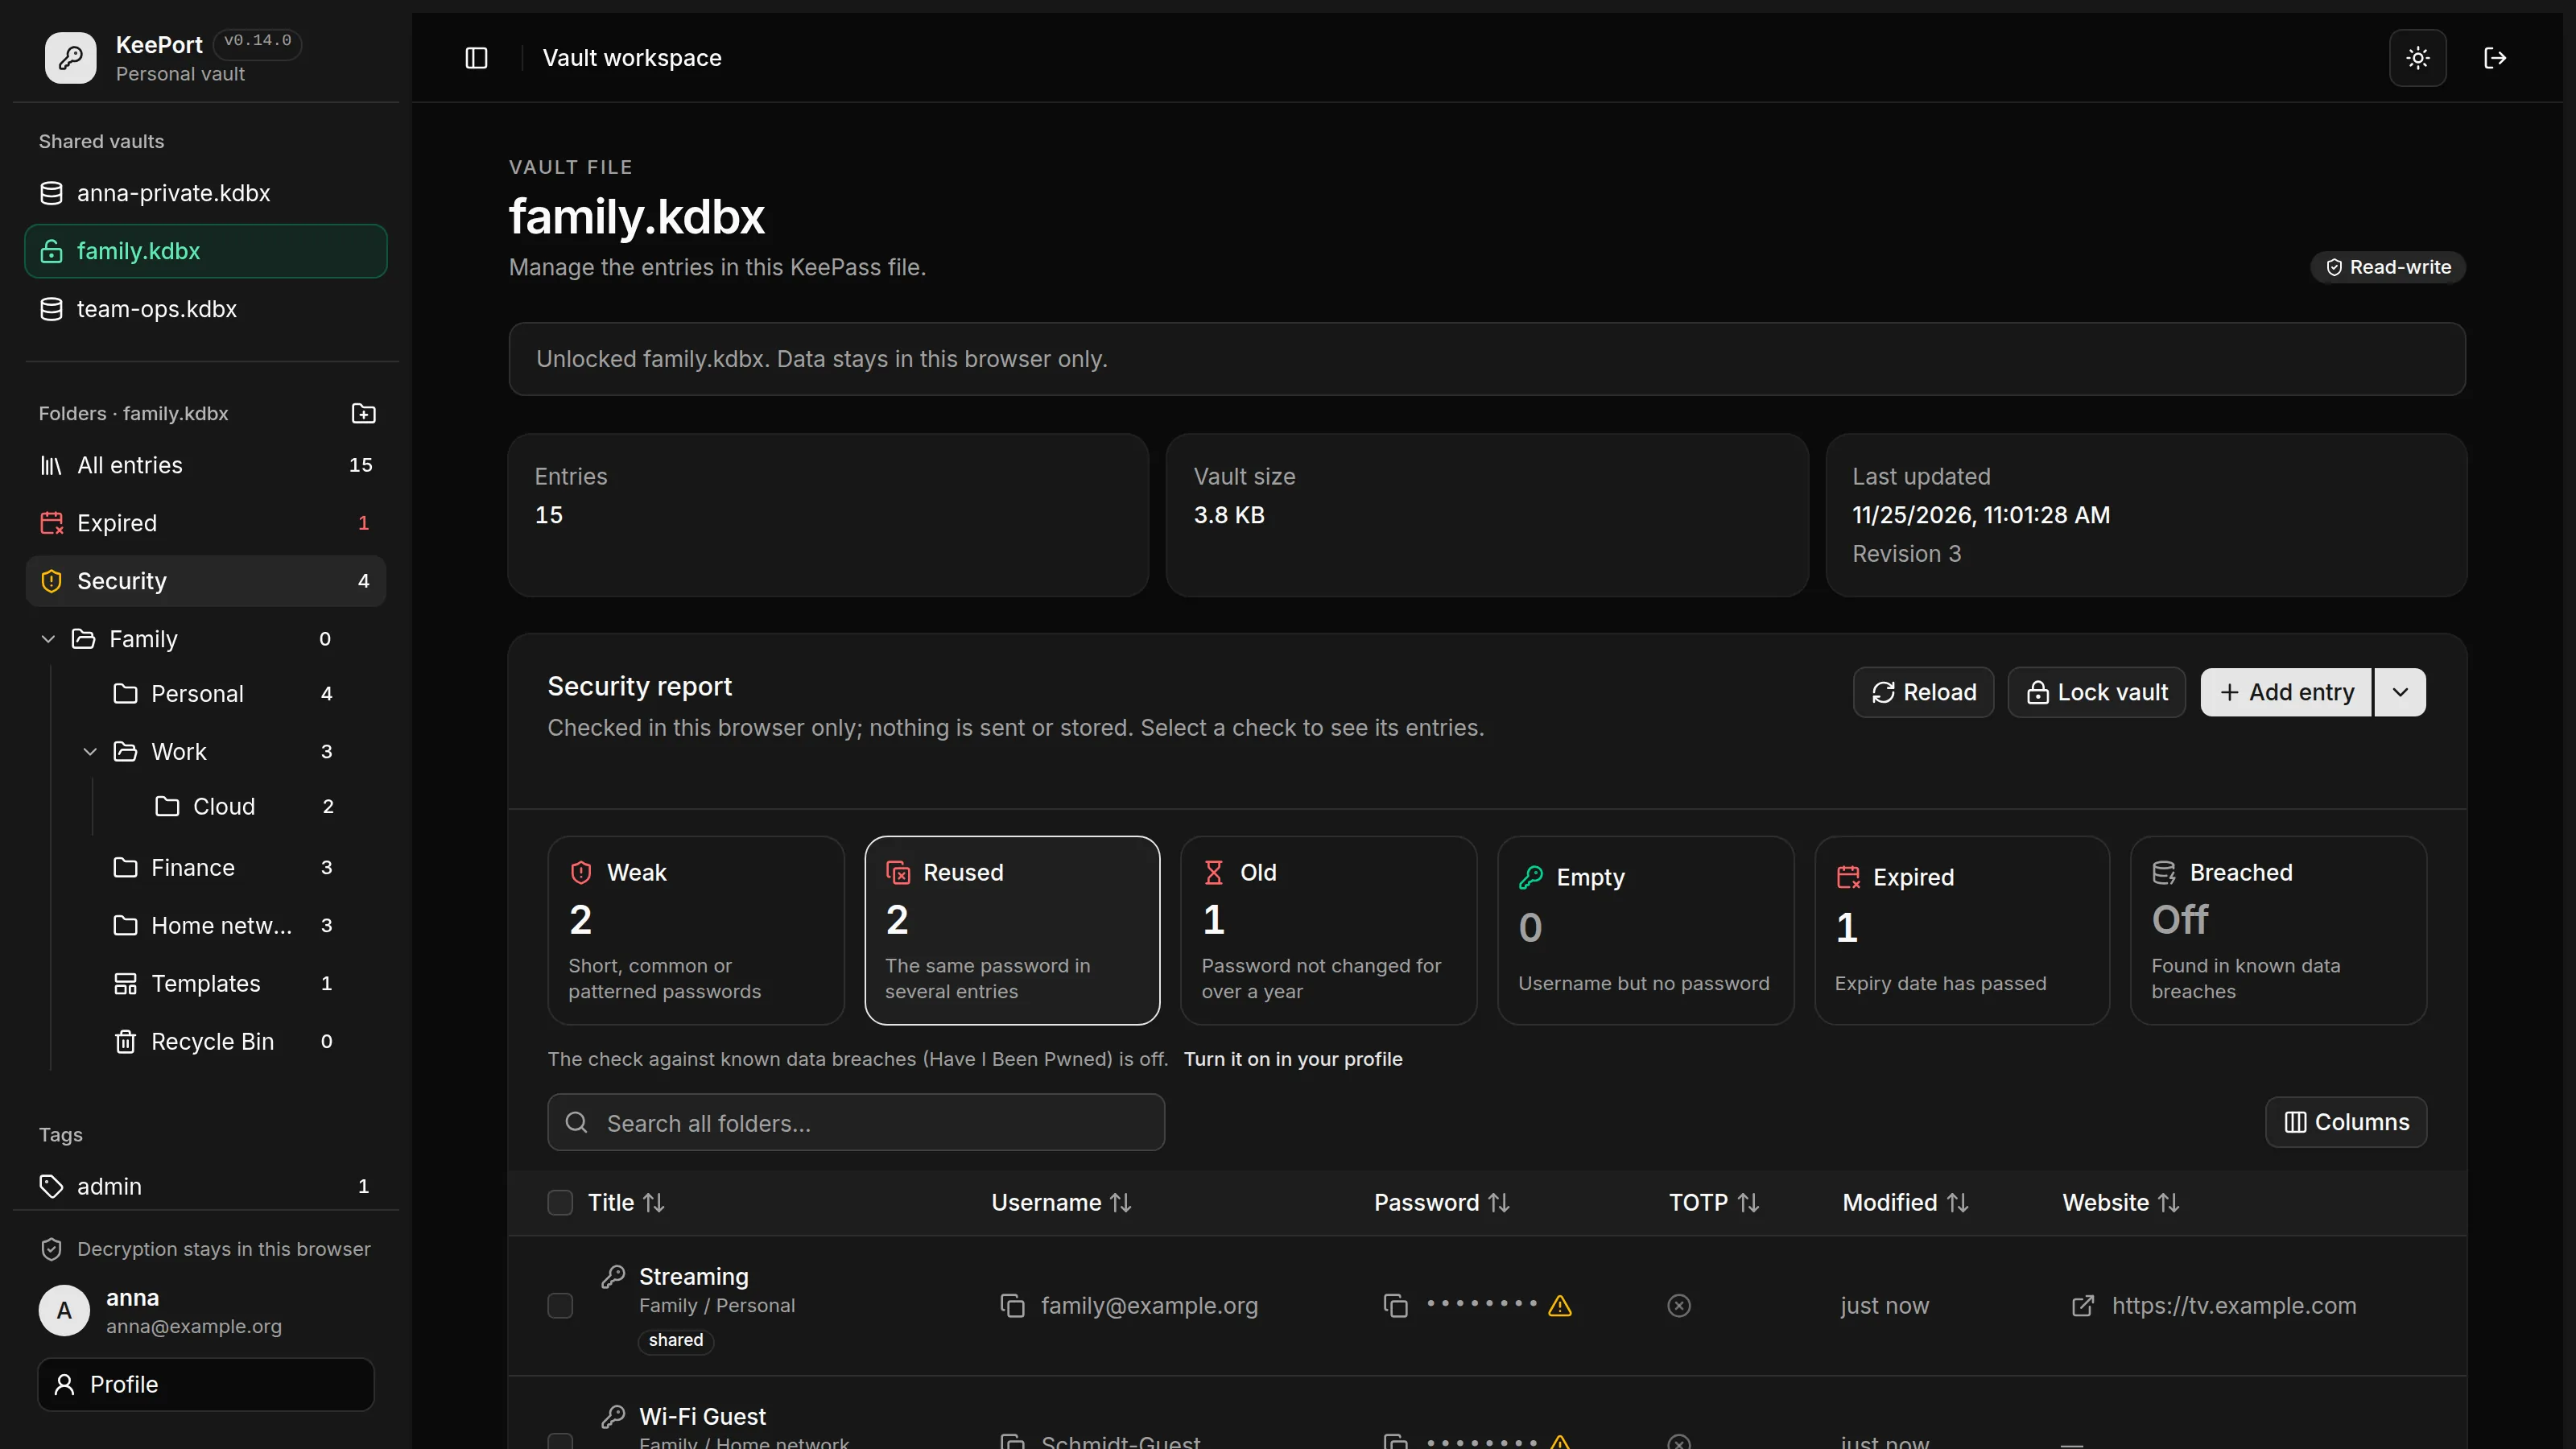 KeePort v0.14.0
Personal vault
Shared vaults
anna-private.kdbx
family.kdbx
team-ops.kdbx
Folders · family.kdbx
All entries 15
Expired 1
Security 4
Family 0
Personal 4
Work 3
Cloud 2
Finance 3
Home netw... 3
Templates 1
Recycle Bin 0
Tags
admin 1
Decryption stays in this browser
A
anna
anna@example.org
Profile
Vault workspace
VAULT FILE
family.kdbx
Manage the entries in this KeePass file.
Read-write
Unlocked family.kdbx. Data stays in this browser only.
Entries
15
Vault size
3.8 KB
Last updated
11/25/2026, 11:01:28 AM
Revision 3
Security report
Checked in this browser only; nothing is sent or stored. Select a check to see its entries.
Reload
Lock vault
Add entry
Weak
2
Short, common or
patterned passwords
Reused
2
The same password in
several entries
Old
1
Password not changed for
over a year
Empty
0
Username but no password
Expired
1
Expiry date has passed
Breached
Off
Found in known data
breaches
The check against known data breaches (Have I Been Pwned) is off. Turn it on in your profile
Search all folders...
Columns
Title Username Password TOTP Modified Website
Streaming
Family / Personal
shared
family@example.org •••••••• just now https://tv.example.com
Wi-Fi Guest
Family / Home network
Schmidt-Guest •••••••• just now —